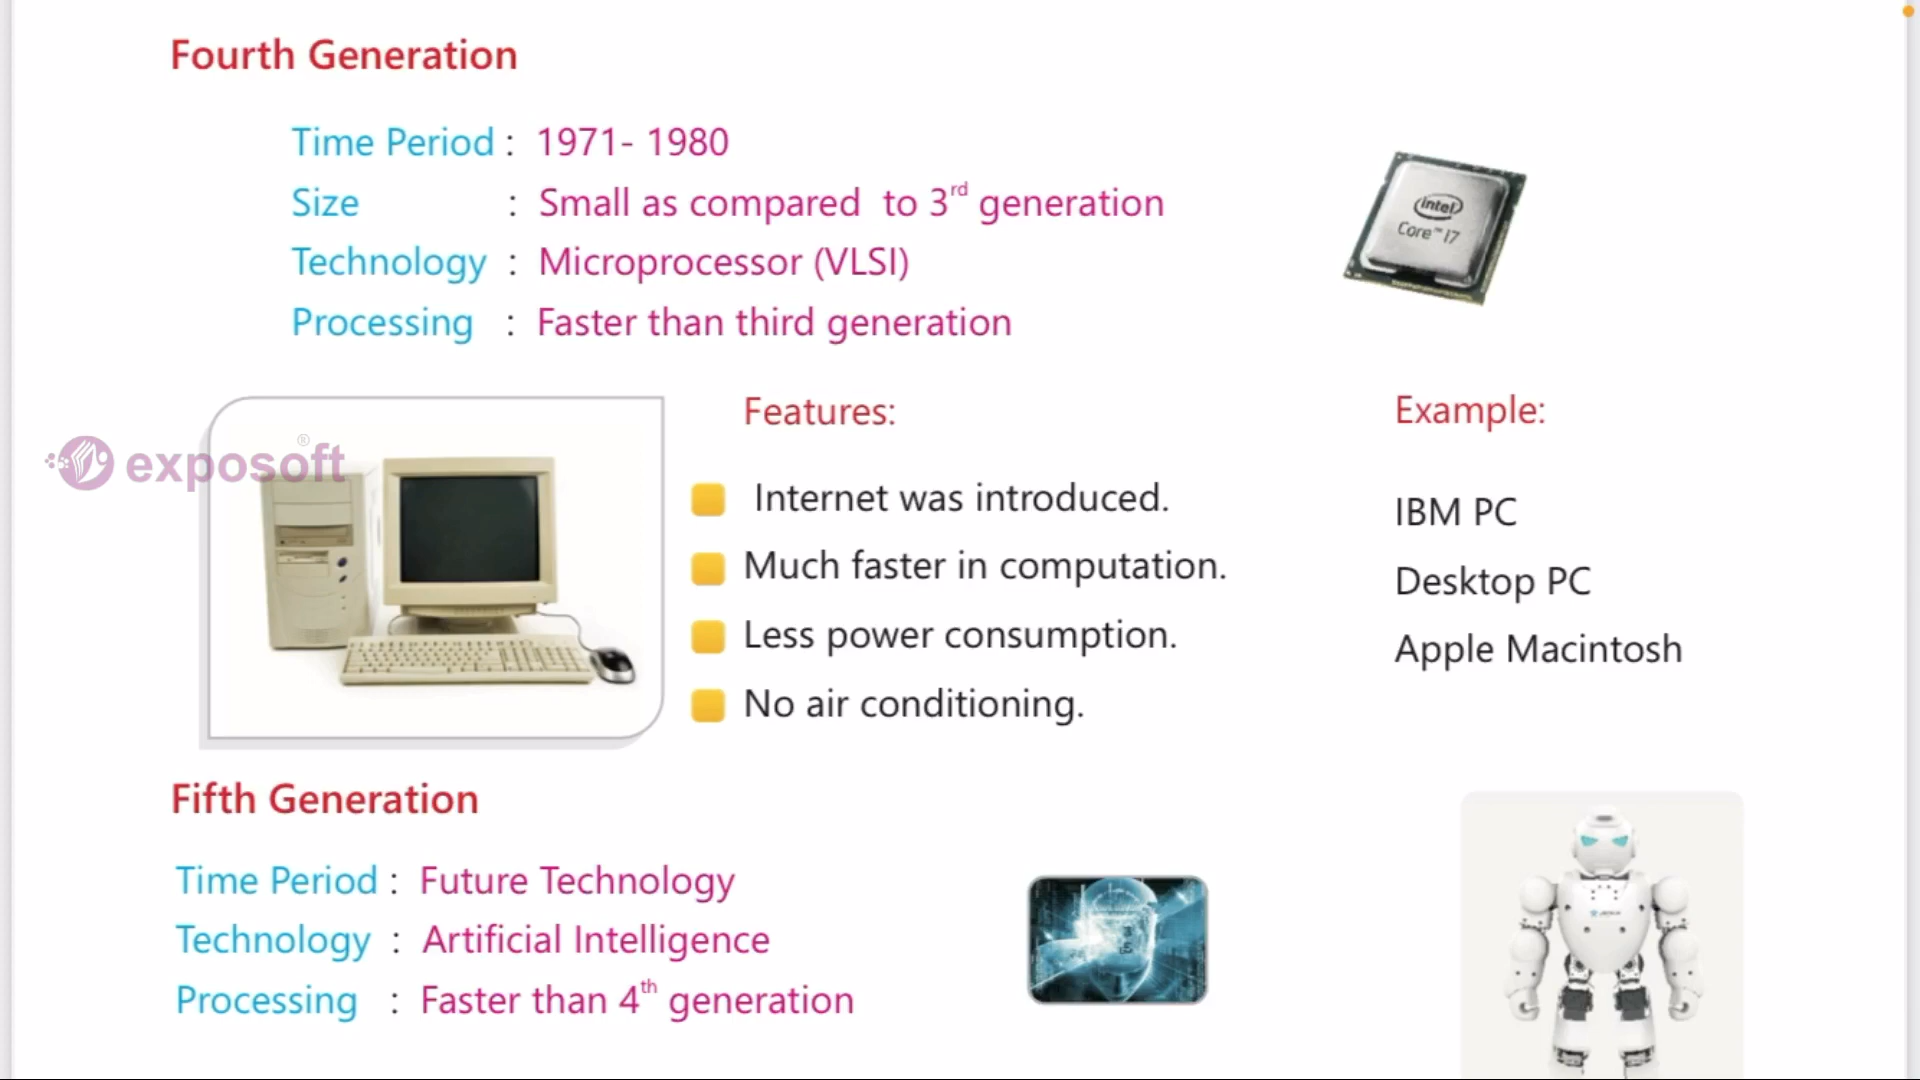 Fourth Generation
Time Period : 1971- 1980
Size : Small as compared to 3rd generation
Technology : Microprocessor (VLSI)
Processing : Faster than third generation
intel
Core™ i7
exposoft®
Features:
Internet was introduced.
Much faster in computation.
Less power consumption.
No air conditioning.
Example:
IBM PC
Desktop PC
Apple Macintosh
Fifth Generation
Time Period : Future Technology
Technology : Artificial Intelligence
Processing : Faster than 4th generation